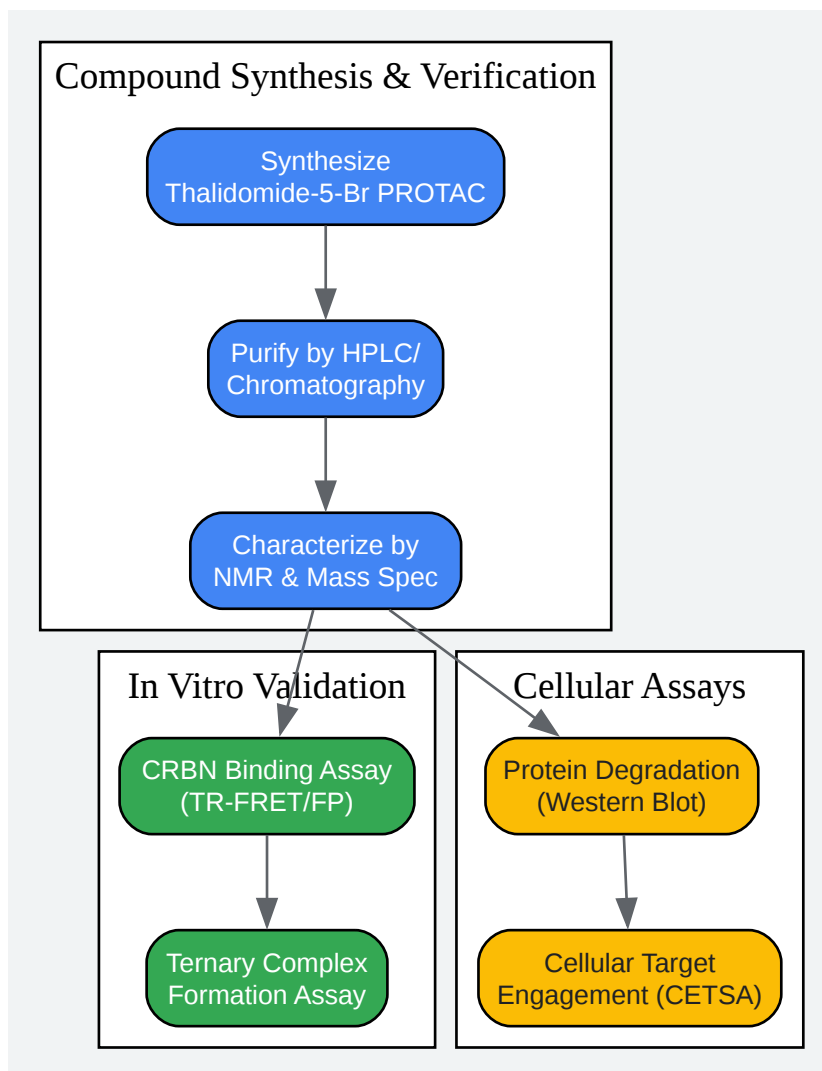 Compound Synthesis & Verification
Synthesize
Thalidomide-5-Br PROTAC
Purify by HPLC/
Chromatography
Characterize by
NMR & Mass Spec
In Vitro Validation
CRBN Binding Assay
(TR-FRET/FP)
Ternary Complex
Formation Assay
Cellular Assays
Protein Degradation
(Western Blot)
Cellular Target
Engagement (CETSA)